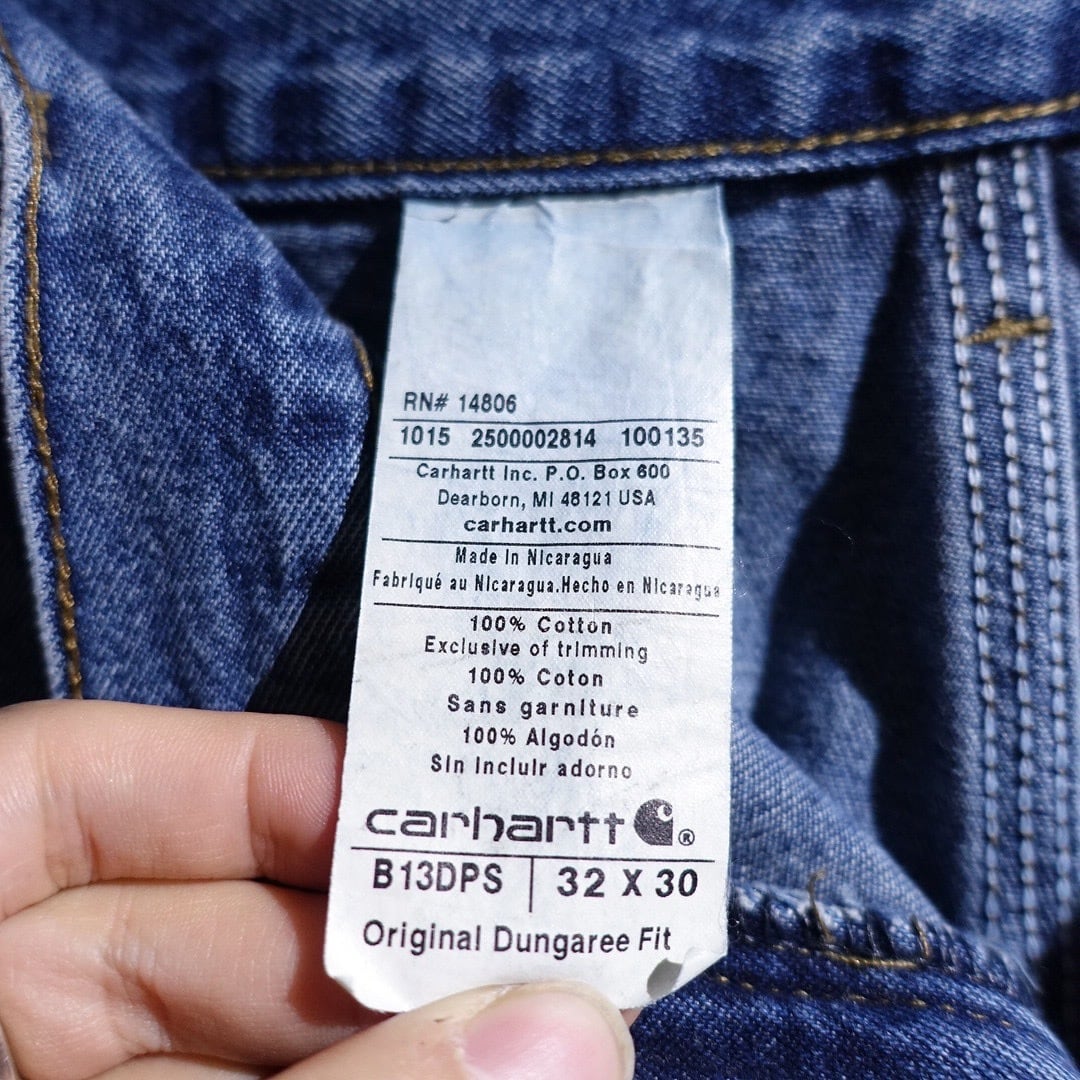 RN# 14806
1015 2500002814 100135
Carhartt Inc. P.O. Box 600
Dearborn, MI 48121 USA
carhartt.com
Made in Nicaragua
Fabriqué au Nicaragua.Hecho en Nicaragua
100% Cotton
Exclusive of trimming
100% Coton
Sans garniture
100% Algodón
Sin incluir adorno
carhartt ®
B13DPS 32 X 30
Original Dungaree Fit